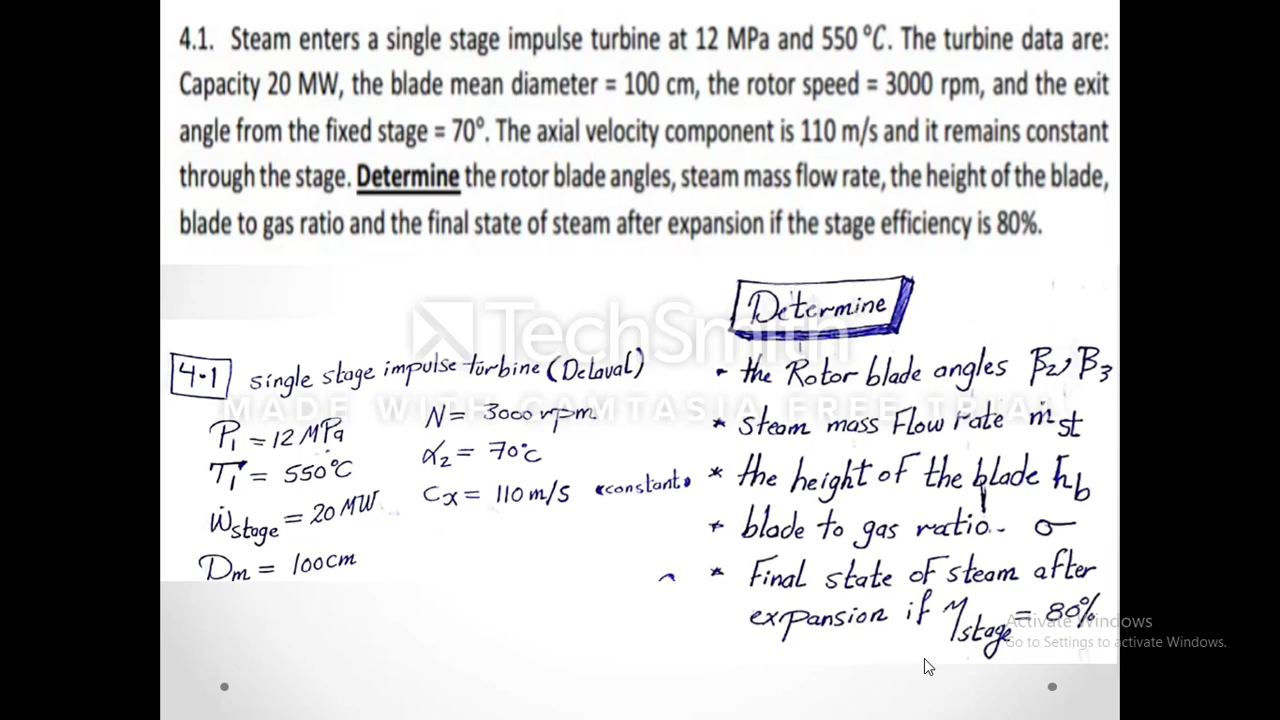 4.1. Steam enters a single stage impulse turbine at 12 MPa and 550 °C. The turbine data are:
Capacity 20 MW, the blade mean diameter = 100 cm, the rotor speed = 3000 rpm, and the exit
angle from the fixed stage = 70°. The axial velocity component is 110 m/s and it remains constant
through the stage. Determine the rotor blade angles, steam mass flow rate, the height of the blade,
blade to gas ratio and the final state of steam after expansion if the stage efficiency is 80%.
Determine
TechSmith
MADE WITH CAMTASIA FREE TRIAL
4.1 single stage impulse turbine (DeLaval)
P₁ = 12 MPa
T₁ = 550°C
Ẇstage = 20 MW
Dm = 100cm
N = 3000 rpm
α₂ = 70°C
Cx = 110 m/s «constant»
- the Rotor blade angles β₂, β₃
* steam mass Flow rate ṁst
* the height of the blade hb
+ blade to gas ratio. σ
* Final state of steam after
expansion if ηstage = 80%
Activate Windows
Go to Settings to activate Windows.